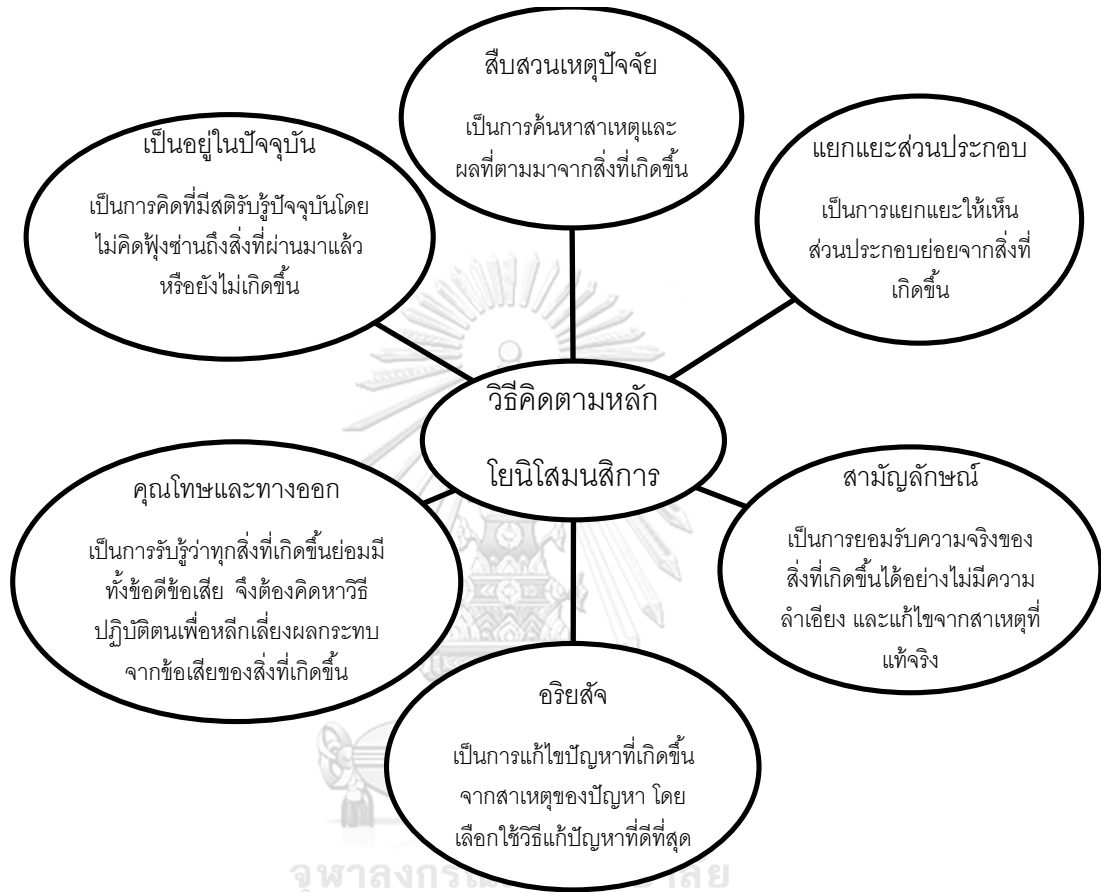 สืบสวนเหตุปัจจัย
เป็นการค้นหาสาเหตุและ
ผลที่ตามมาจากสิ่งที่เกิดขึ้น
แยกแยะส่วนประกอบ
เป็นการแยกแยะให้เห็น
ส่วนประกอบย่อยจากสิ่งที่
เกิดขึ้น
เป็นอยู่ในปัจจุบัน
เป็นการคิดที่มีสติรับรู้ปัจจุบันโดย
ไม่คิดฟุ้งซ่านถึงสิ่งที่ผ่านมาแล้ว
หรือยังไม่เกิดขึ้น
วิธีคิดตามหลัก
โยนิโสมนสิการ
คุณโทษและทางออก
เป็นการรับรู้ว่าทุกสิ่งที่เกิดขึ้นย่อมมี
ทั้งข้อดีข้อเสีย จึงต้องคิดหาวิธี
ปฏิบัติตนเพื่อหลีกเลี่ยงผลกระทบ
จากข้อเสียของสิ่งที่เกิดขึ้น
สามัญลักษณ์
เป็นการยอมรับความจริงของ
สิ่งที่เกิดขึ้นได้อย่างไม่มีความ
ลำเอียง และแก้ไขจากสาเหตุที่
แท้จริง
อริยสัจ
เป็นการแก้ไขปัญหาที่เกิดขึ้น
จากสาเหตุของปัญหา โดย
เลือกใช้วิธีแก้ปัญหาที่ดีที่สุด